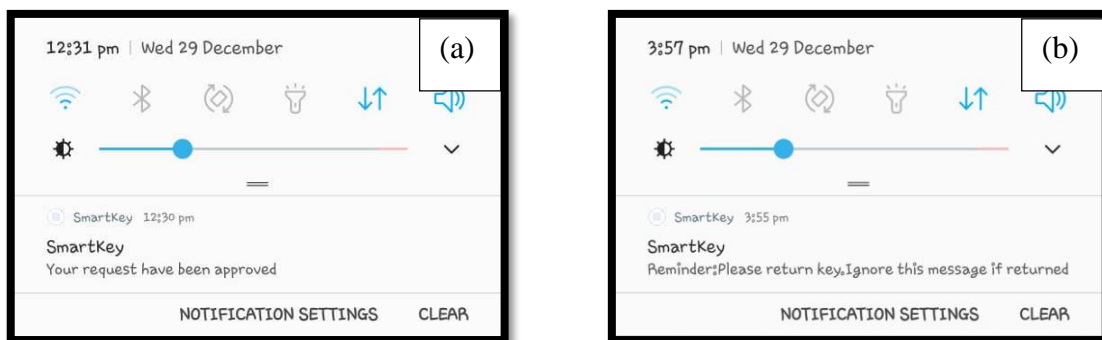 12:31 pm | Wed 29 December
(a)
SmartKey 12:30 pm
SmartKey
Your request have been approved
NOTIFICATION SETTINGS CLEAR
3:57 pm | Wed 29 December
(b)
SmartKey 3:55 pm
SmartKey
Reminder:Please return key.Ignore this message if returned
NOTIFICATION SETTINGS CLEAR